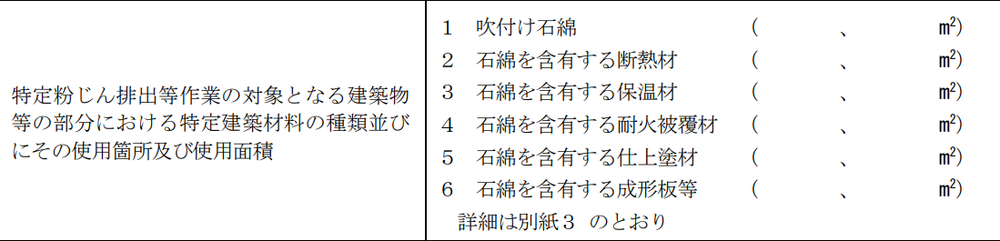 特定粉じん排出等作業の対象となる建築物
等の部分における特定建築材料の種類並び
にその使用箇所及び使用面積
1 吹付け石綿 ( 、 ㎡)
2 石綿を含有する断熱材 ( 、 ㎡)
3 石綿を含有する保温材 ( 、 ㎡)
4 石綿を含有する耐火被覆材 ( 、 ㎡)
5 石綿を含有する仕上塗材 ( 、 ㎡)
6 石綿を含有する成形板等 ( 、 ㎡)
詳細は別紙3 のとおり